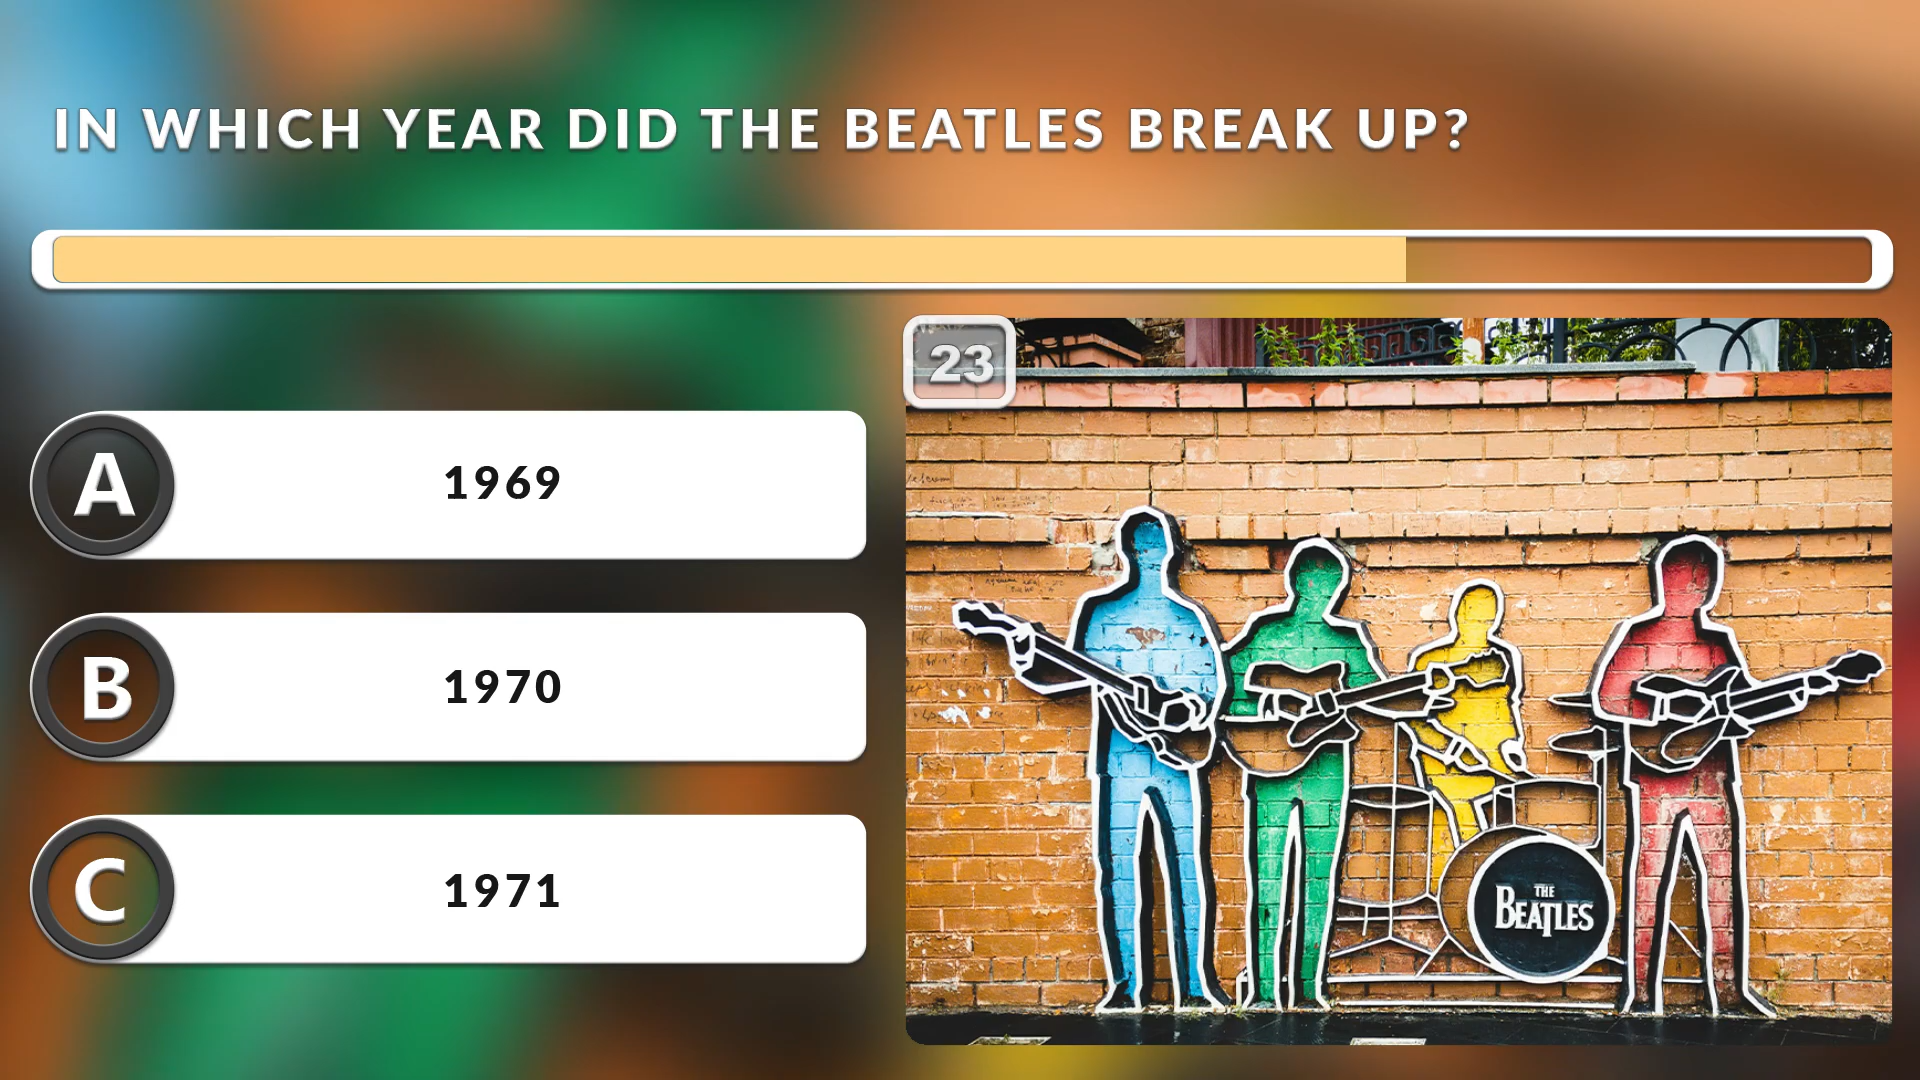 IN WHICH YEAR DID THE BEATLES BREAK UP?
23
A
1969
B
1970
C
1971
THE
BEATLES